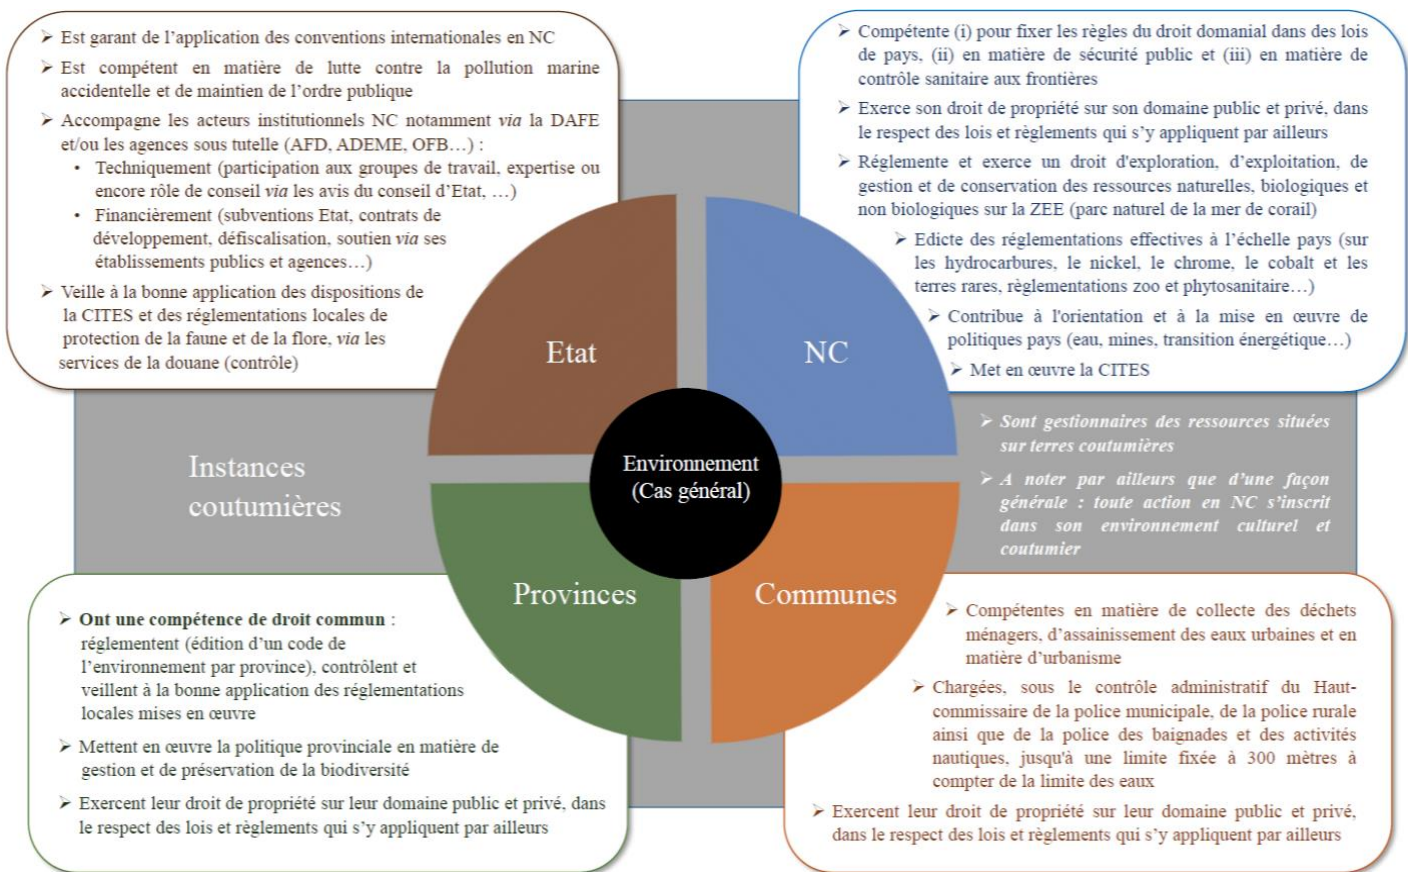 ➢ Est garant de l'application des conventions internationales en NC
➢ Est compétent en matière de lutte contre la pollution marine
accidentelle et de maintien de l'ordre publique
➢ Accompagne les acteurs institutionnels NC notamment via la DAFE
et/ou les agences sous tutelle (AFD, ADEME, OFB…) :
• Techniquement (participation aux groupes de travail, expertise ou
encore rôle de conseil via les avis du conseil d'Etat, …)
• Financièrement (subventions Etat, contrats de
développement, défiscalisation, soutien via ses
établissements publics et agences…)
➢ Veille à la bonne application des dispositions de
la CITES et des réglementations locales de
protection de la faune et de la flore, via les
services de la douane (contrôle)
➢ Compétente (i) pour fixer les règles du droit domanial dans des lois
de pays, (ii) en matière de sécurité public et (iii) en matière de
contrôle sanitaire aux frontières
➢ Exerce son droit de propriété sur son domaine public et privé, dans
le respect des lois et règlements qui s'y appliquent par ailleurs
➢ Réglemente et exerce un droit d'exploration, d'exploitation, de
gestion et de conservation des ressources naturelles, biologiques et
non biologiques sur la ZEE (parc naturel de la mer de corail)
➢ Edicte des réglementations effectives à l'échelle pays (sur
les hydrocarbures, le nickel, le chrome, le cobalt et les
terres rares, règlementations zoo et phytosanitaire…)
➢ Contribue à l'orientation et à la mise en œuvre de
politiques pays (eau, mines, transition énergétique…)
➢ Met en œuvre la CITES
Etat
NC
Environnement
(Cas général)
Provinces
Communes
Instances
coutumières
➢ Sont gestionnaires des ressources situées
sur terres coutumières
➢ A noter par ailleurs que d'une façon
générale : toute action en NC s'inscrit
dans son environnement culturel et
coutumier
➢ Ont une compétence de droit commun :
réglementent (édition d'un code de
l'environnement par province), contrôlent et
veillent à la bonne application des réglementations
locales mises en œuvre
➢ Mettent en œuvre la politique provinciale en matière de
gestion et de préservation de la biodiversité
➢ Exercent leur droit de propriété sur leur domaine public et privé, dans
le respect des lois et règlements qui s'y appliquent par ailleurs
➢ Compétentes en matière de collecte des déchets
ménagers, d'assainissement des eaux urbaines et en
matière d'urbanisme
➢ Chargées, sous le contrôle administratif du Haut-
commissaire de la police municipale, de la police rurale
ainsi que de la police des baignades et des activités
nautiques, jusqu'à une limite fixée à 300 mètres à
compter de la limite des eaux
➢ Exercent leur droit de propriété sur leur domaine public et privé,
dans le respect des lois et règlements qui s'y appliquent par ailleurs